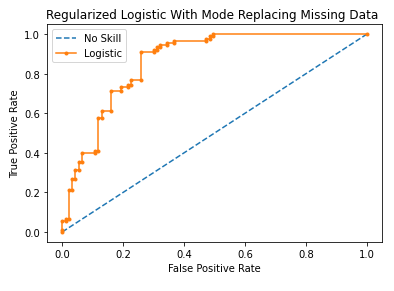 Regularized Logistic With Mode Replacing Missing Data
No Skill
Logistic
True Positive Rate
1.0
0.8
0.6
0.4
0.2
0.0
0.0 0.2 0.4 0.6 0.8 1.0
False Positive Rate